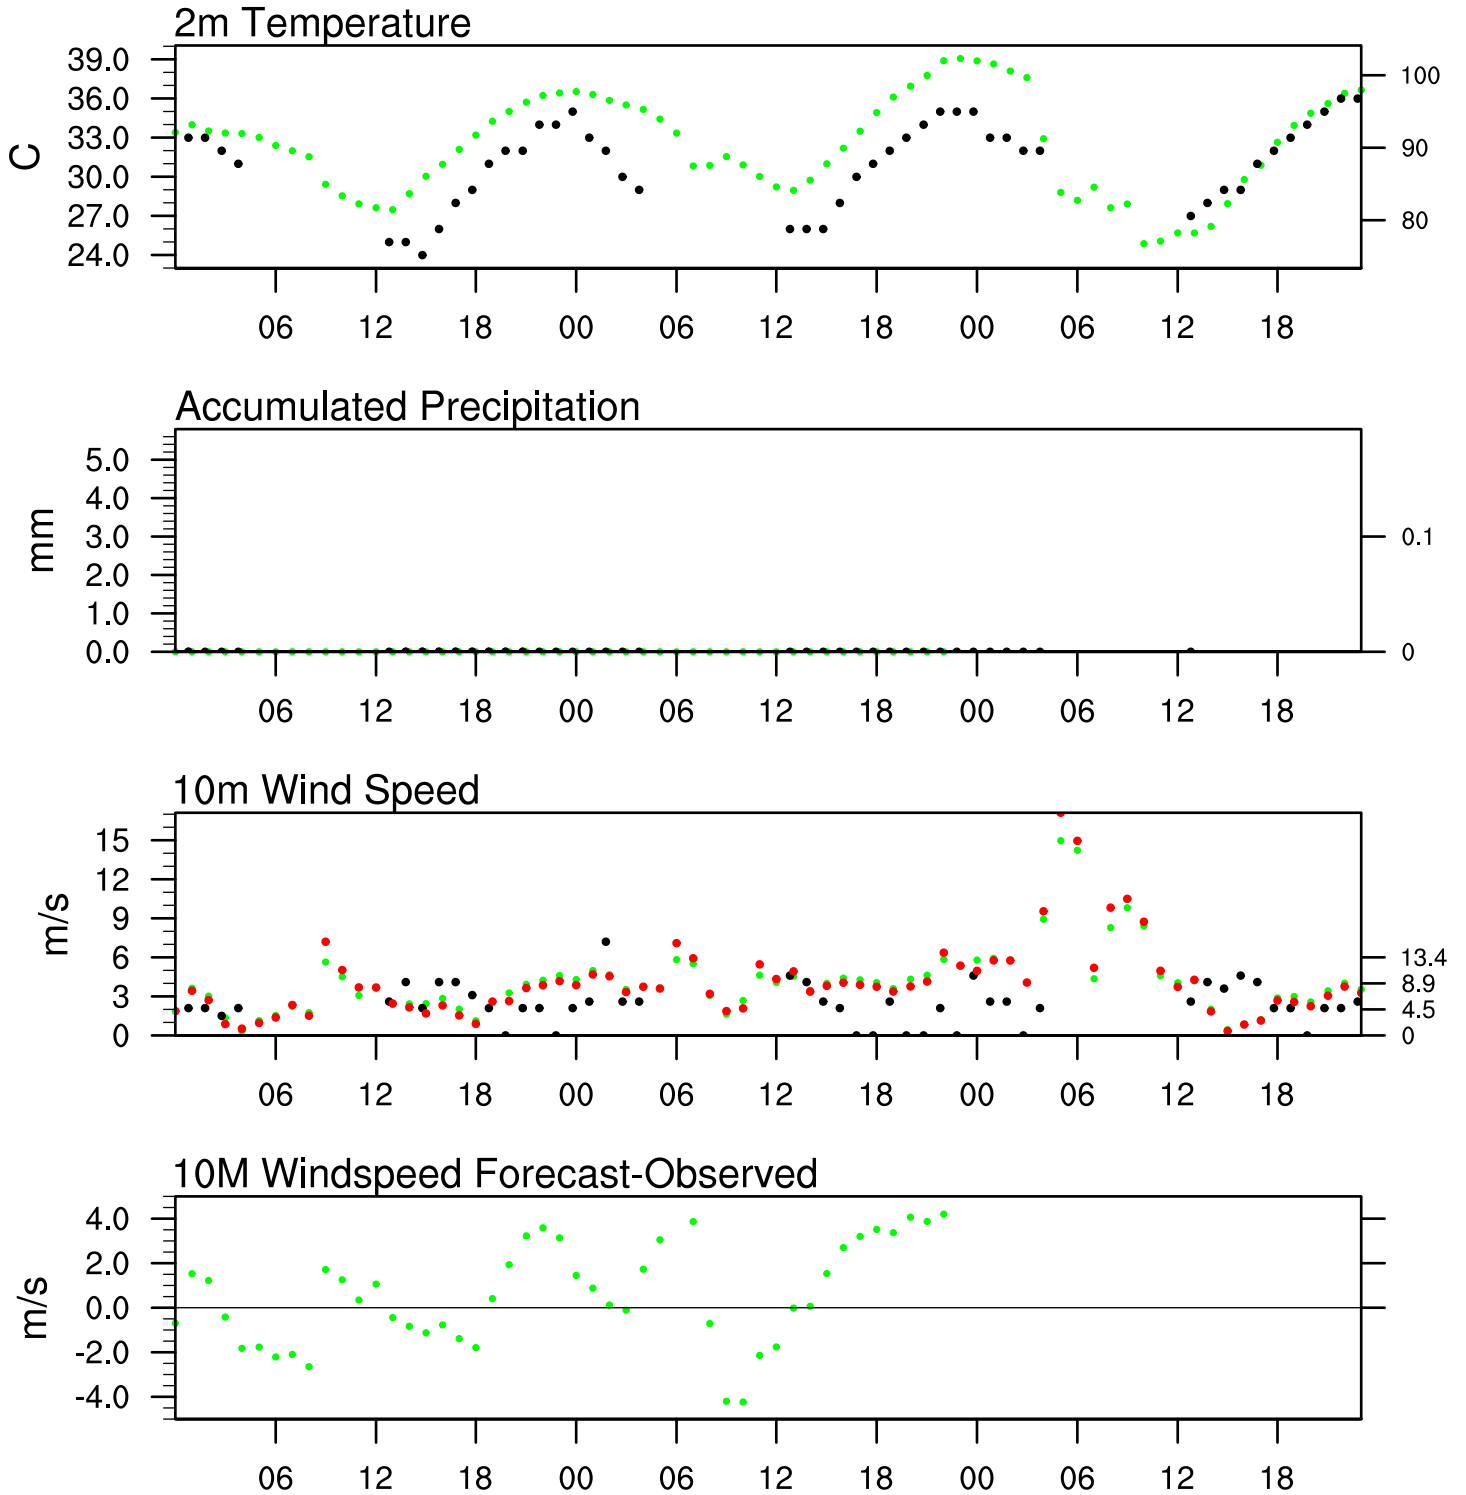 2m Temperature
39.0
36.0
33.0
30.0
27.0
24.0
C
100
90
80
06 12 18 00 06 12 18 00 06 12 18
Accumulated Precipitation
5.0
4.0
3.0
2.0
1.0
0.0
mm
0.1
0
06 12 18 00 06 12 18 00 06 12 18
10m Wind Speed
15
12
9
6
3
0
m/s
13.4
8.9
4.5
0
06 12 18 00 06 12 18 00 06 12 18
10M Windspeed Forecast-Observed
4.0
2.0
0.0
-2.0
-4.0
m/s
06 12 18 00 06 12 18 00 06 12 18